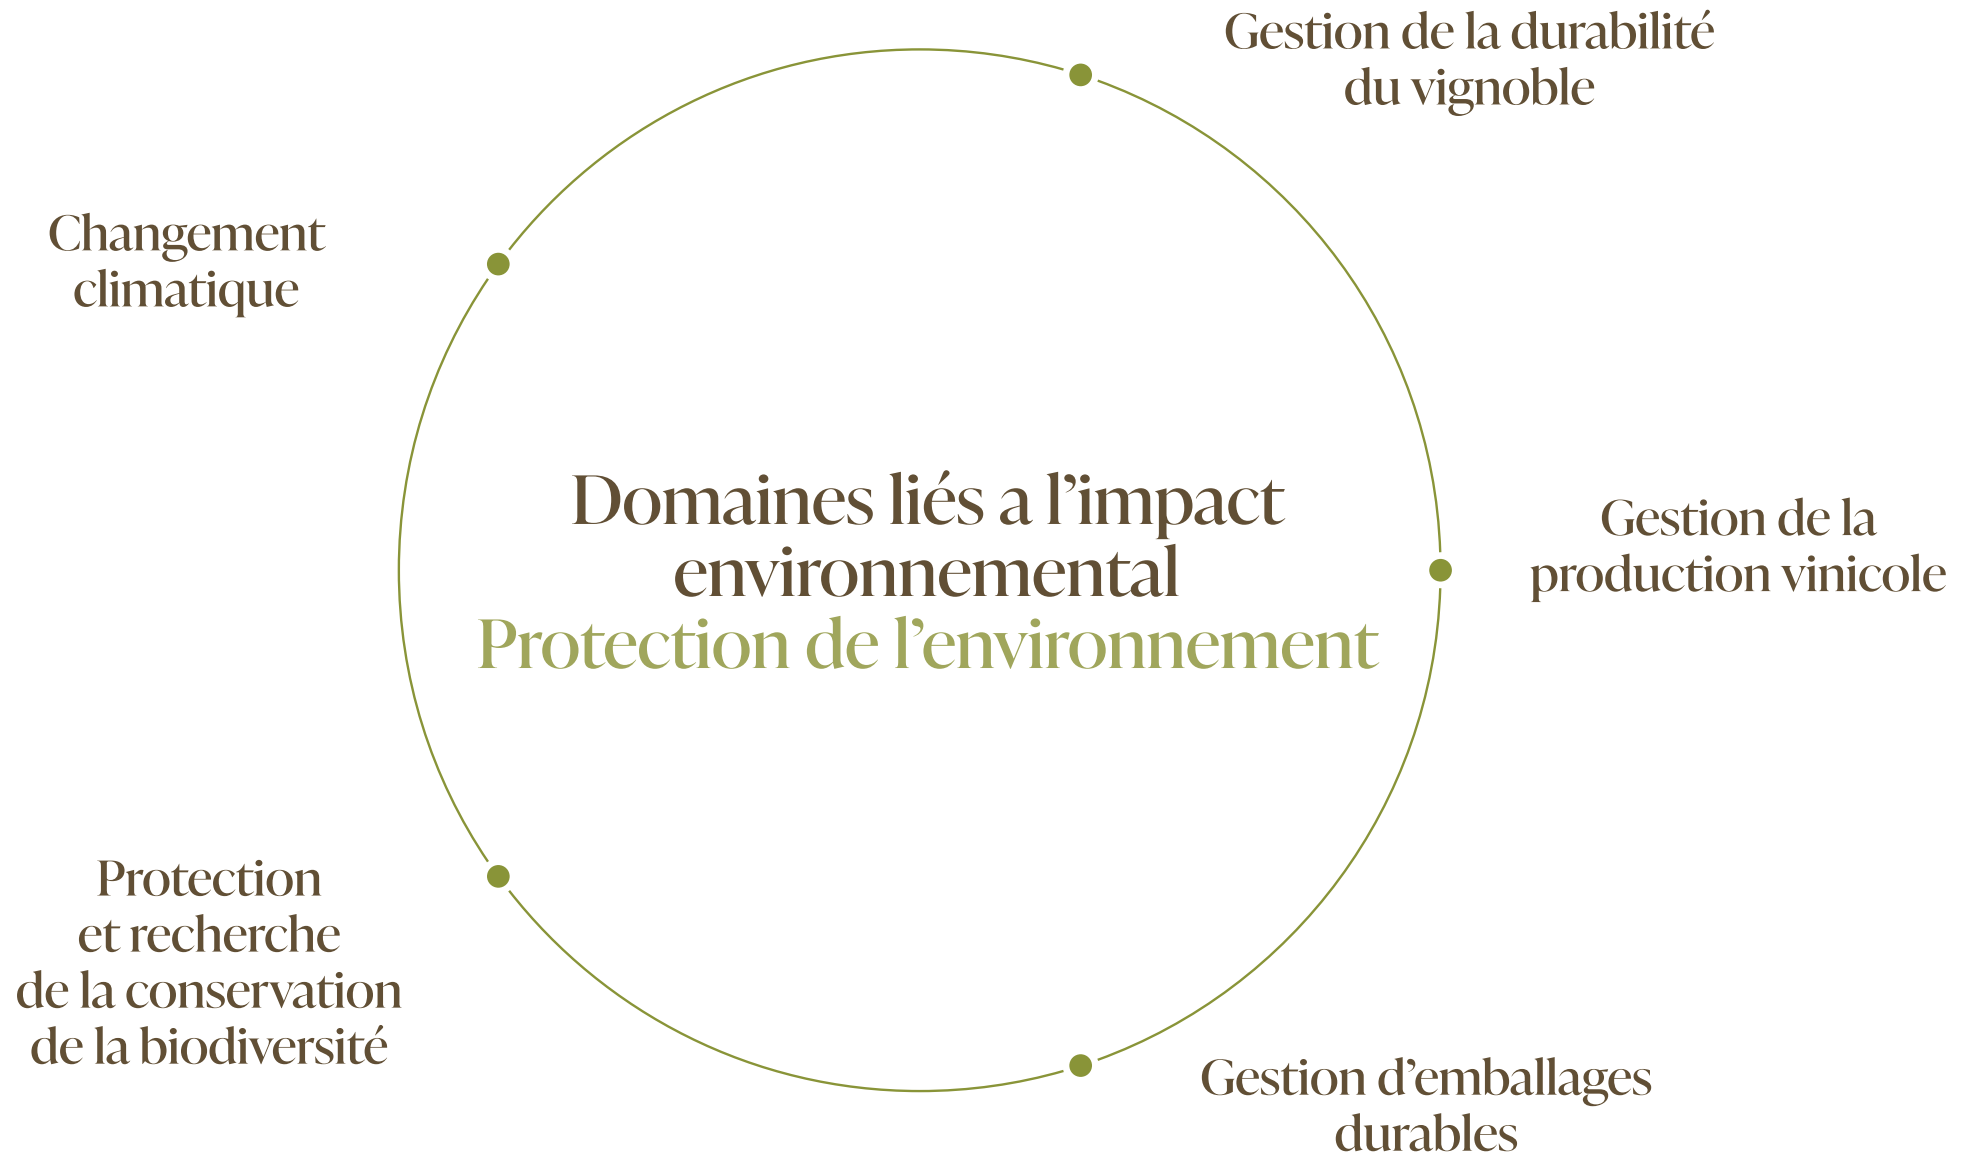 Gestion de la durabilité
du vignoble
Changement
climatique
Domaines liés a l’impact
environnemental
Protection de l’environnement
Gestion de la
production vinicole
Protection
et recherche
de la conservation
de la biodiversité
Gestion d’emballages
durables